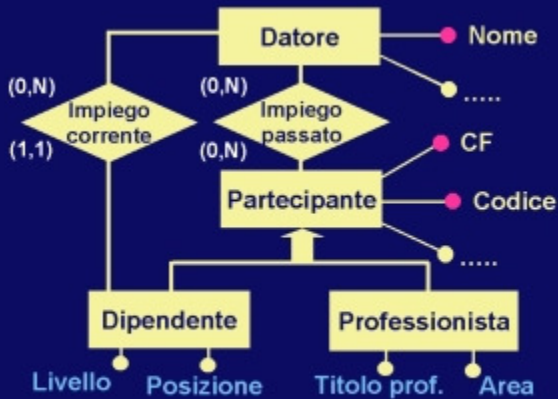 Datore
Nome
.....
(0,N)
Impiego
corrente
(1,1)
(0,N)
Impiego
passato
(0,N)
CF
Partecipante
Codice
.....
Dipendente
Professionista
Livello
Posizione
Titolo prof.
Area